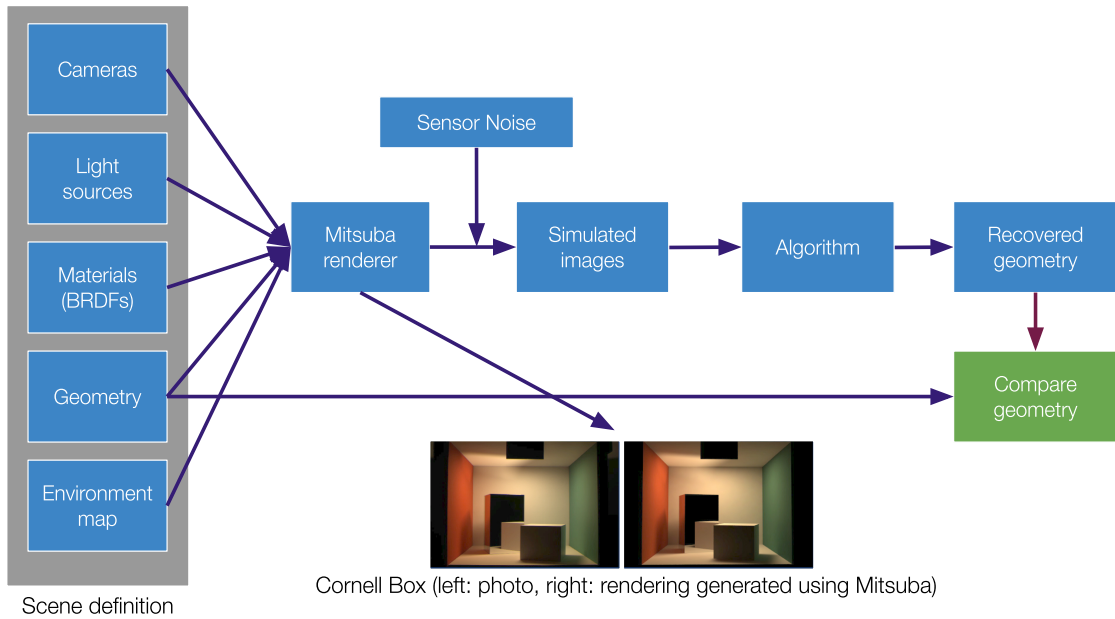 Cameras
Light
sources
Materials
(BRDFs)
Geometry
Environment
map
Scene definition
Sensor Noise
Mitsuba
renderer
Simulated
images
Algorithm
Recovered
geometry
Compare
geometry
Cornell Box (left: photo, right: rendering generated using Mitsuba)